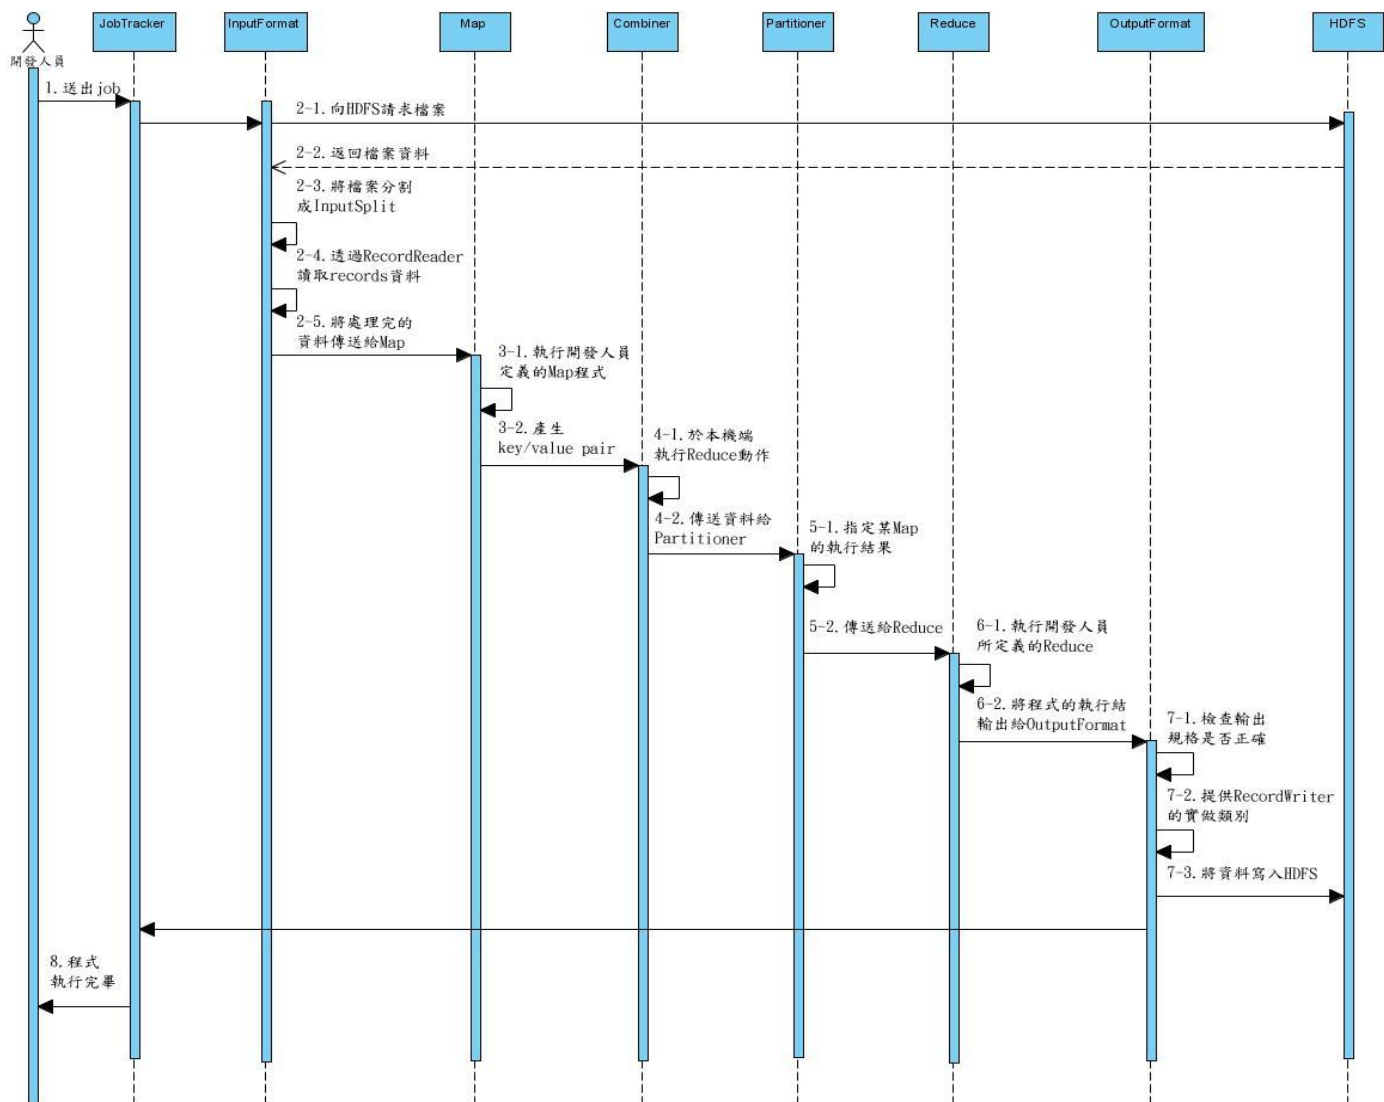 JobTracker
InputFormat
Map
Combiner
Partitioner
Reduce
OutputFormat
HDFS
開發人員
1.送出job
2-1.向HDFS請求檔案
2-2.返回檔案資料
2-3.將檔案分割
成InputSplit
2-4.透過RecordReader
讀取records資料
2-5.將處理完的
資料傳送給Map
3-1.執行開發人員
定義的Map程式
3-2.產生
key/value pair
4-1.於本機端
執行Reduce動作
4-2.傳送資料給
Partitioner
5-1.指定某Map
的執行結果
5-2.傳送給Reduce
6-1.執行開發人員
所定義的Reduce
6-2.將程式的執行結
輸出給OutputFormat
7-1.檢查輸出
規格是否正確
7-2.提供RecordWriter
的實做類別
7-3.將資料寫入HDFS
8.程式
執行完畢